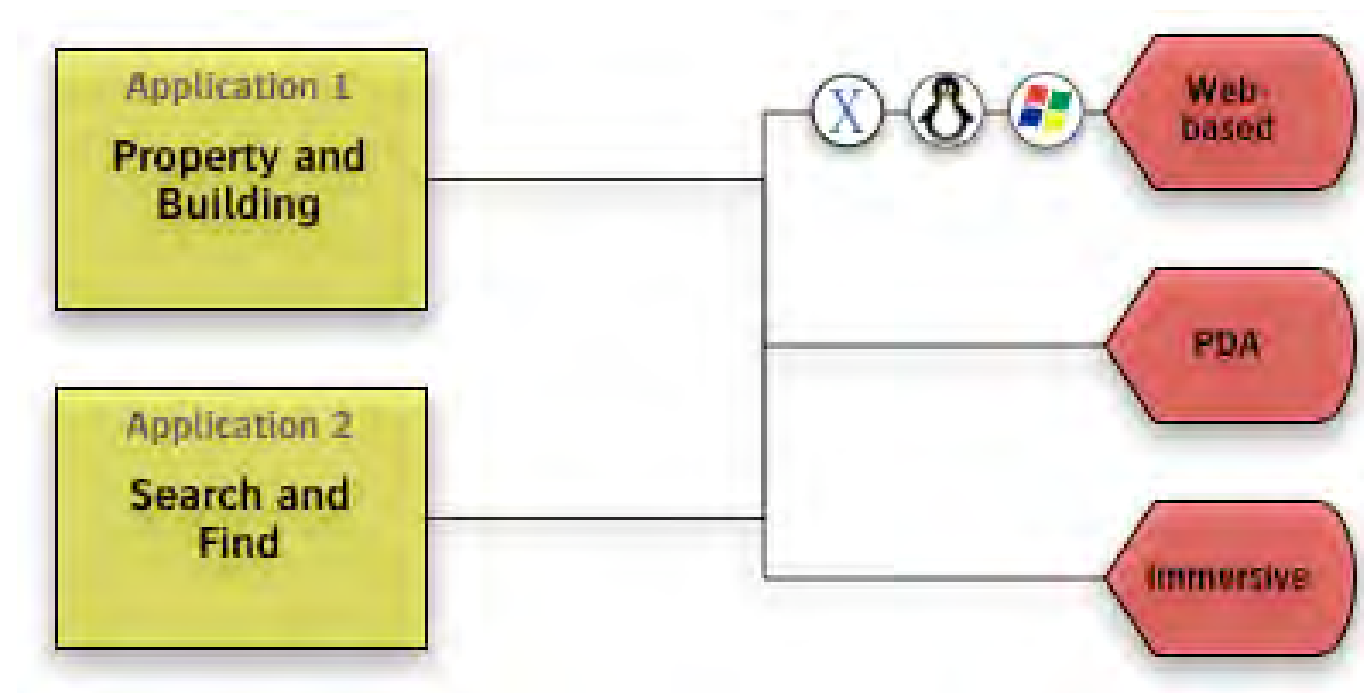 Application 1
Property and
Building
X
Web-
based
PDA
Application 2
Search and
Find
Immersive